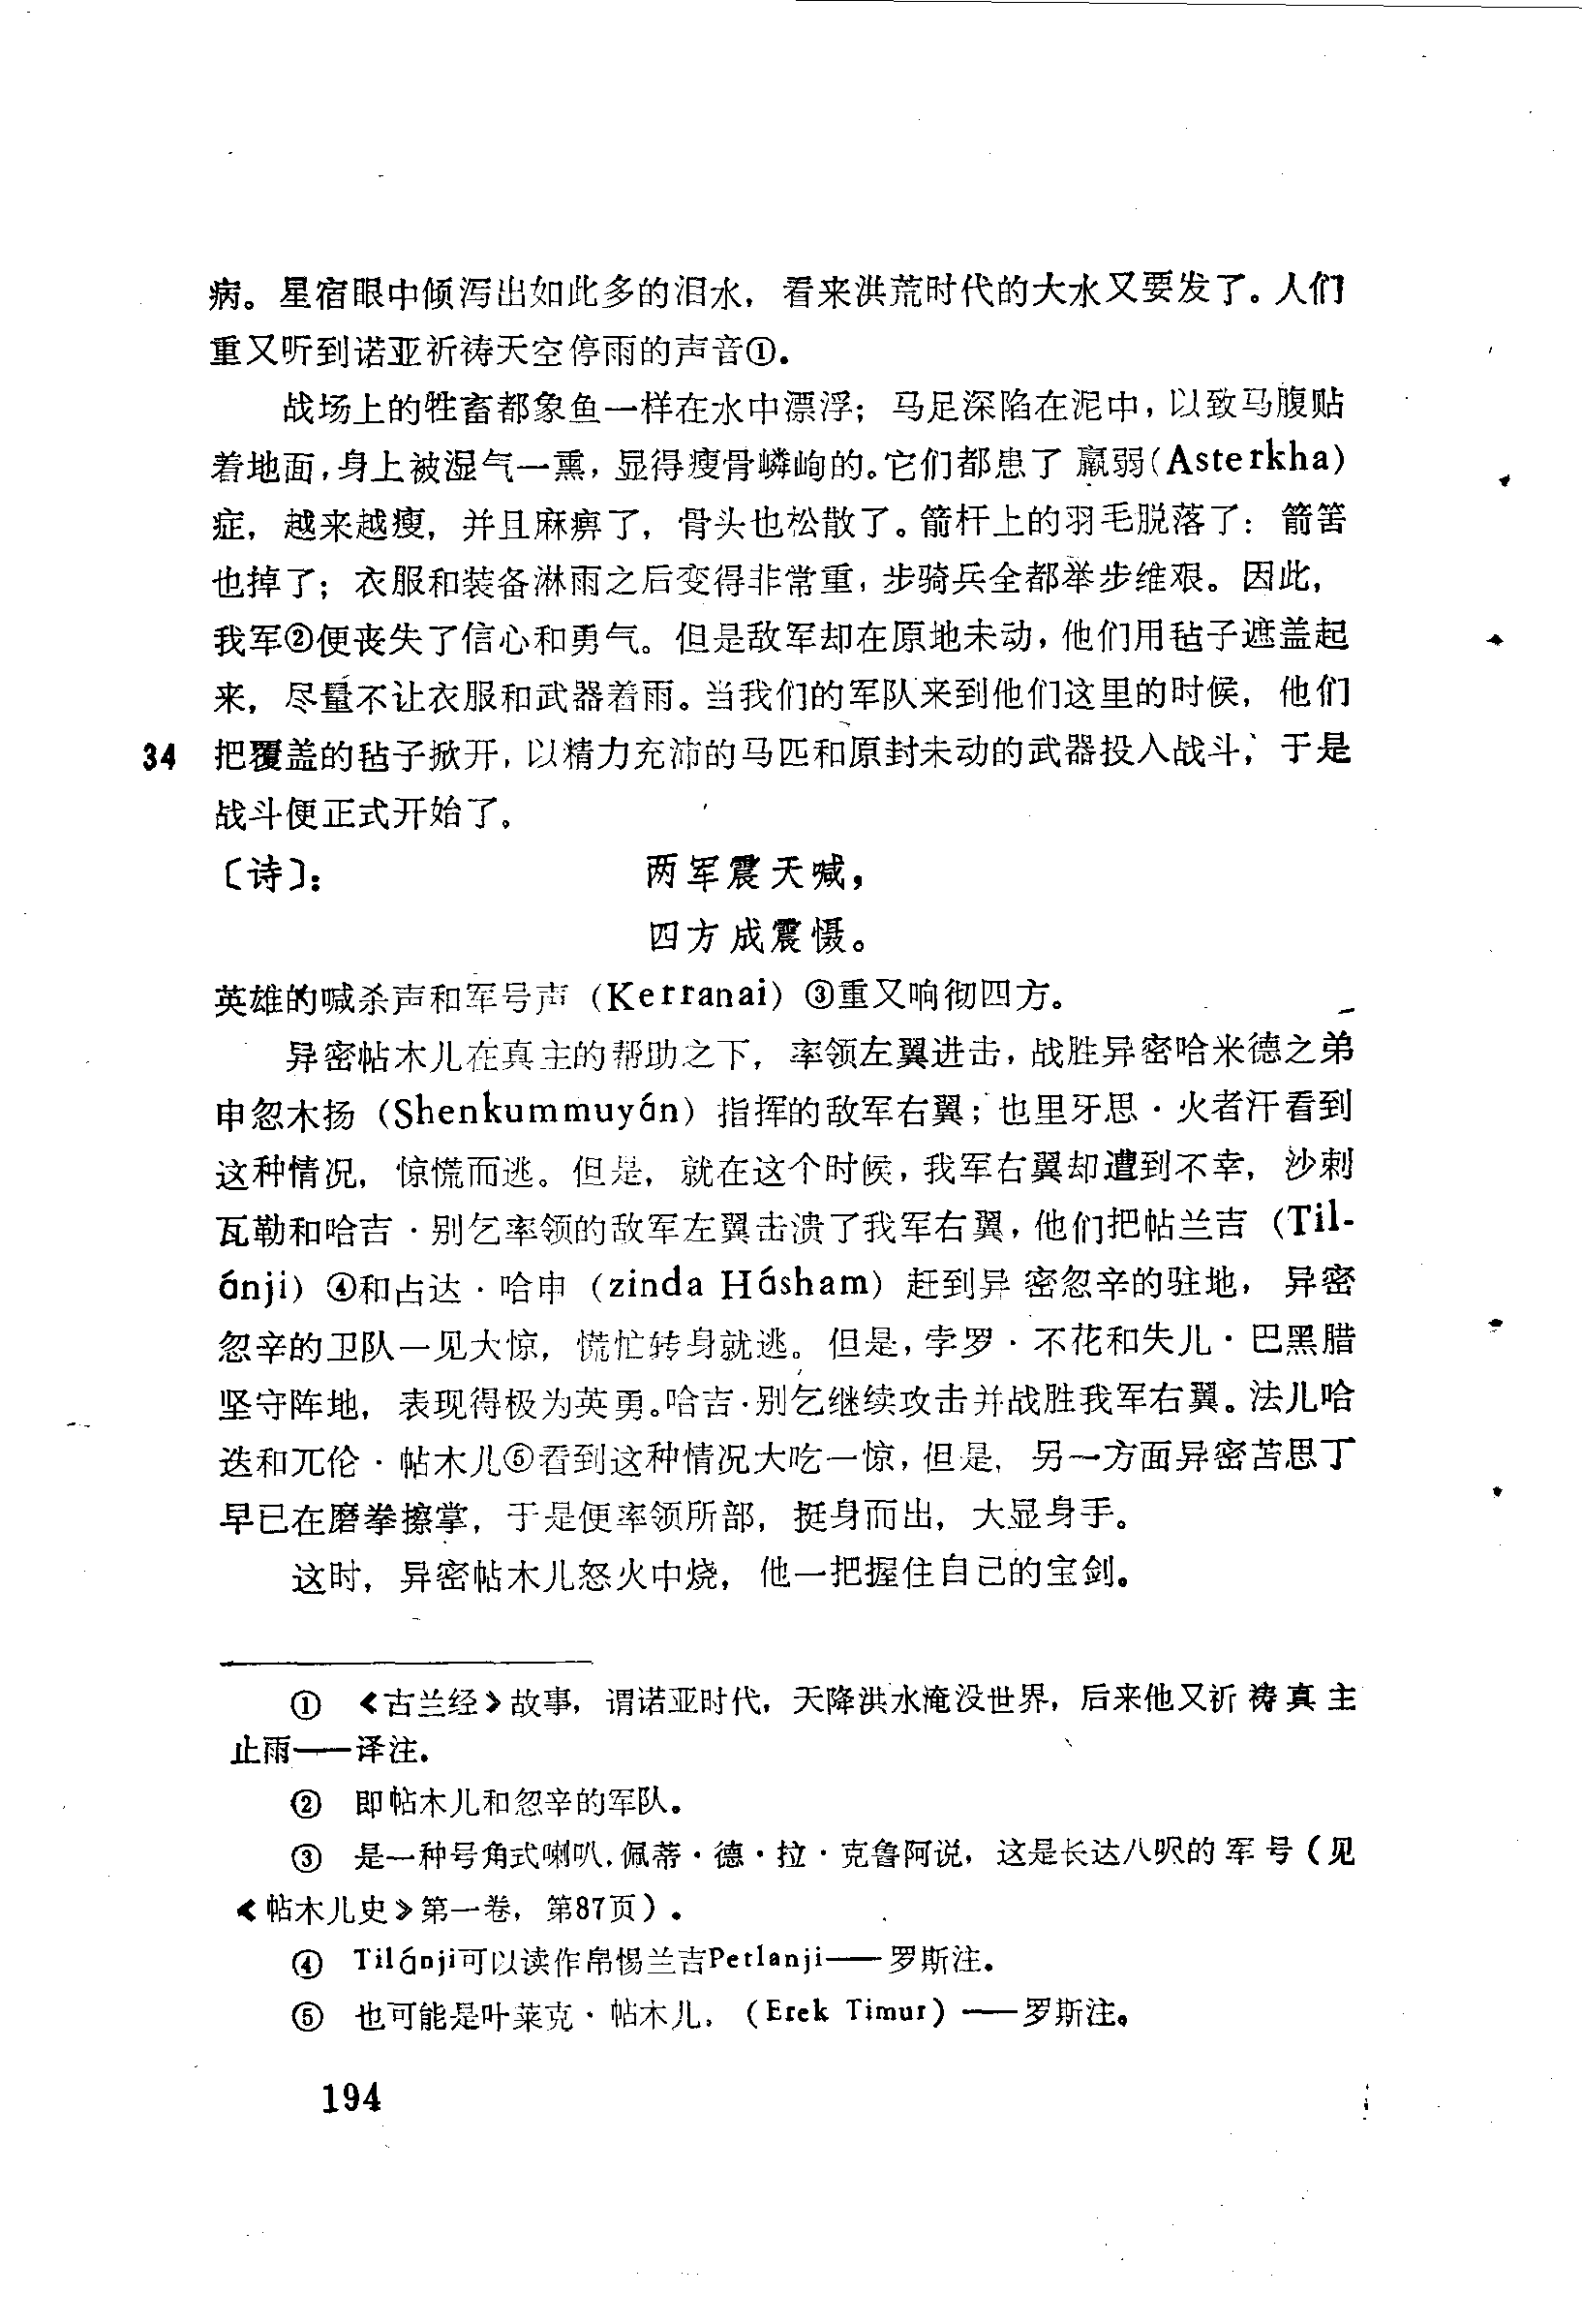 病。星宿眼中倾泻出如此多的泪水，看来洪荒时代的大水又要发了。人们
重又听到诺亚祈祷天空停雨的声音①。
战场上的牲畜都象鱼一样在水中漂浮；马足深陷在泥中，以致马腹贴
着地面，身上被湿气一熏，显得瘦骨嶙峋的。它们都患了羸弱（Asterkha）
症，越来越瘦，并且麻痹了，骨头也松散了。箭杆上的羽毛脱落了：箭筈
也掉了；衣服和装备淋雨之后变得非常重，步骑兵全都举步维艰。因此，
我军②便丧失了信心和勇气。但是敌军却在原地未动，他们用毡子遮盖起
来，尽量不让衣服和武器着雨。当我们的军队来到他们这里的时候，他们
34 把覆盖的毡子掀开，以精力充沛的马匹和原封未动的武器投入战斗，于是
战斗便正式开始了。
〔诗〕： 两军震天喊，
四方成震慑。
英雄的喊杀声和军号声（Kerranai）③重又响彻四方。
异密帖木儿在真主的帮助之下，率领左翼进击，战胜异密哈米德之弟
申忽木扬（Shenkummuyán）指挥的敌军右翼；也里牙思·火者汗看到
这种情况，惊慌而逃。但是，就在这个时候，我军右翼却遭到不幸，沙刺
瓦勒和哈吉·别乞率领的敌军左翼击溃了我军右翼，他们把帖兰吉（Til-
ánji）④和占达·哈申（zinda Hásham）赶到异密忽辛的驻地，异密
忽辛的卫队一见大惊，慌忙转身就逃。但是，孛罗·不花和失儿·巴黑腊
坚守阵地，表现得极为英勇。哈吉·别乞继续攻击并战胜我军右翼。法儿哈
迭和兀伦·帖木儿⑤看到这种情况大吃一惊，但是，另一方面异密苫思丁
早已在磨拳擦掌，于是便率领所部，挺身而出，大显身手。
这时，异密帖木儿怒火中烧，他一把握住自己的宝剑。
① 《古兰经》故事，谓诺亚时代，天降洪水淹没世界，后来他又祈祷真主
止雨——译注。
② 即帖木儿和忽辛的军队。
③ 是一种号角式喇叭，佩蒂·德·拉·克鲁阿说，这是长达八呎的军号（见
《帖木儿史》第一卷，第87页）。
④ Tilánji可以读作帛惕兰吉Petlanji——罗斯注。
⑤ 也可能是叶莱克·帖木儿，（Erek Timur）——罗斯注。
194